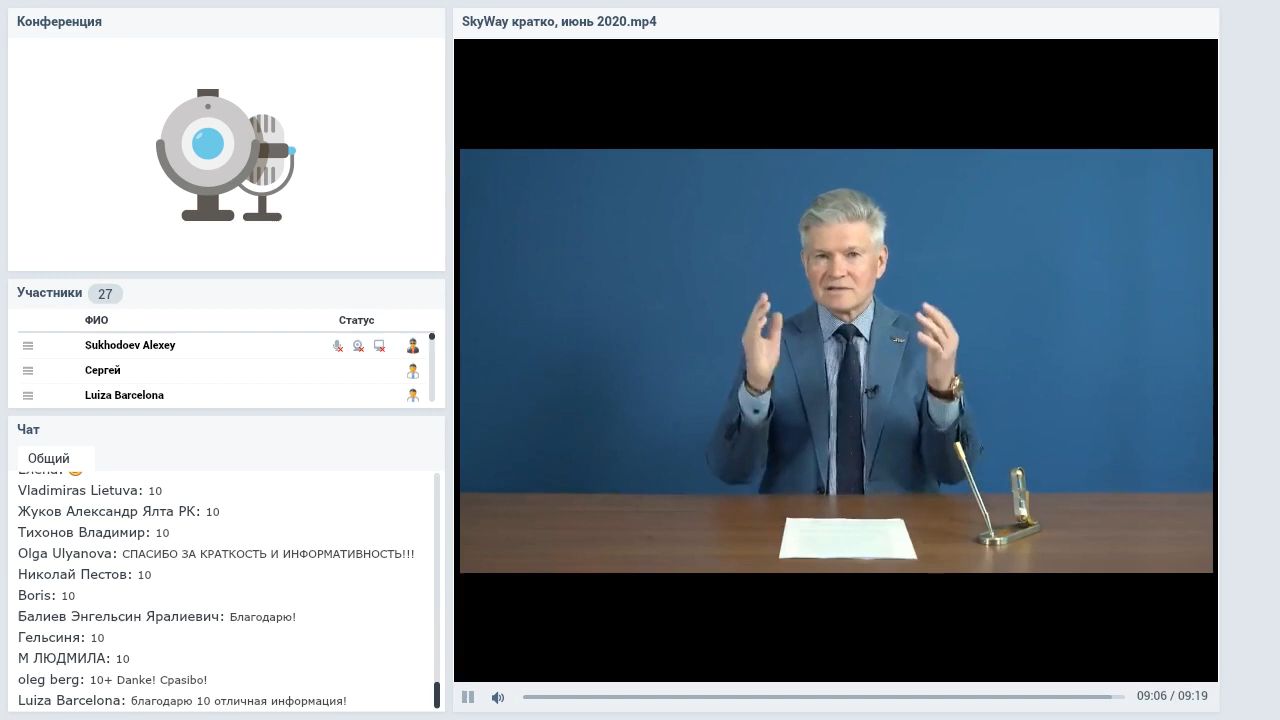 Конференция
SkyWay кратко, июнь 2020.mp4
Участники 27
ФИО Статус
Sukhodoev Alexey
Сергей
Luiza Barcelona
Чат
Общий
Vladimiras Lietuva: 10
Жуков Александр Ялта РК: 10
Тихонов Владимир: 10
Olga Ulyanova: СПАСИБО ЗА КРАТКОСТЬ И ИНФОРМАТИВНОСТЬ!!!
Николай Пестов: 10
Boris: 10
Балиев Энгельсин Яралиевич: Благодарю!
Гельсиня: 10
М ЛЮДМИЛА: 10
oleg berg: 10+ Danke! Cpasibo!
Luiza Barcelona: благодарю 10 отличная информация!
09:06 / 09:19